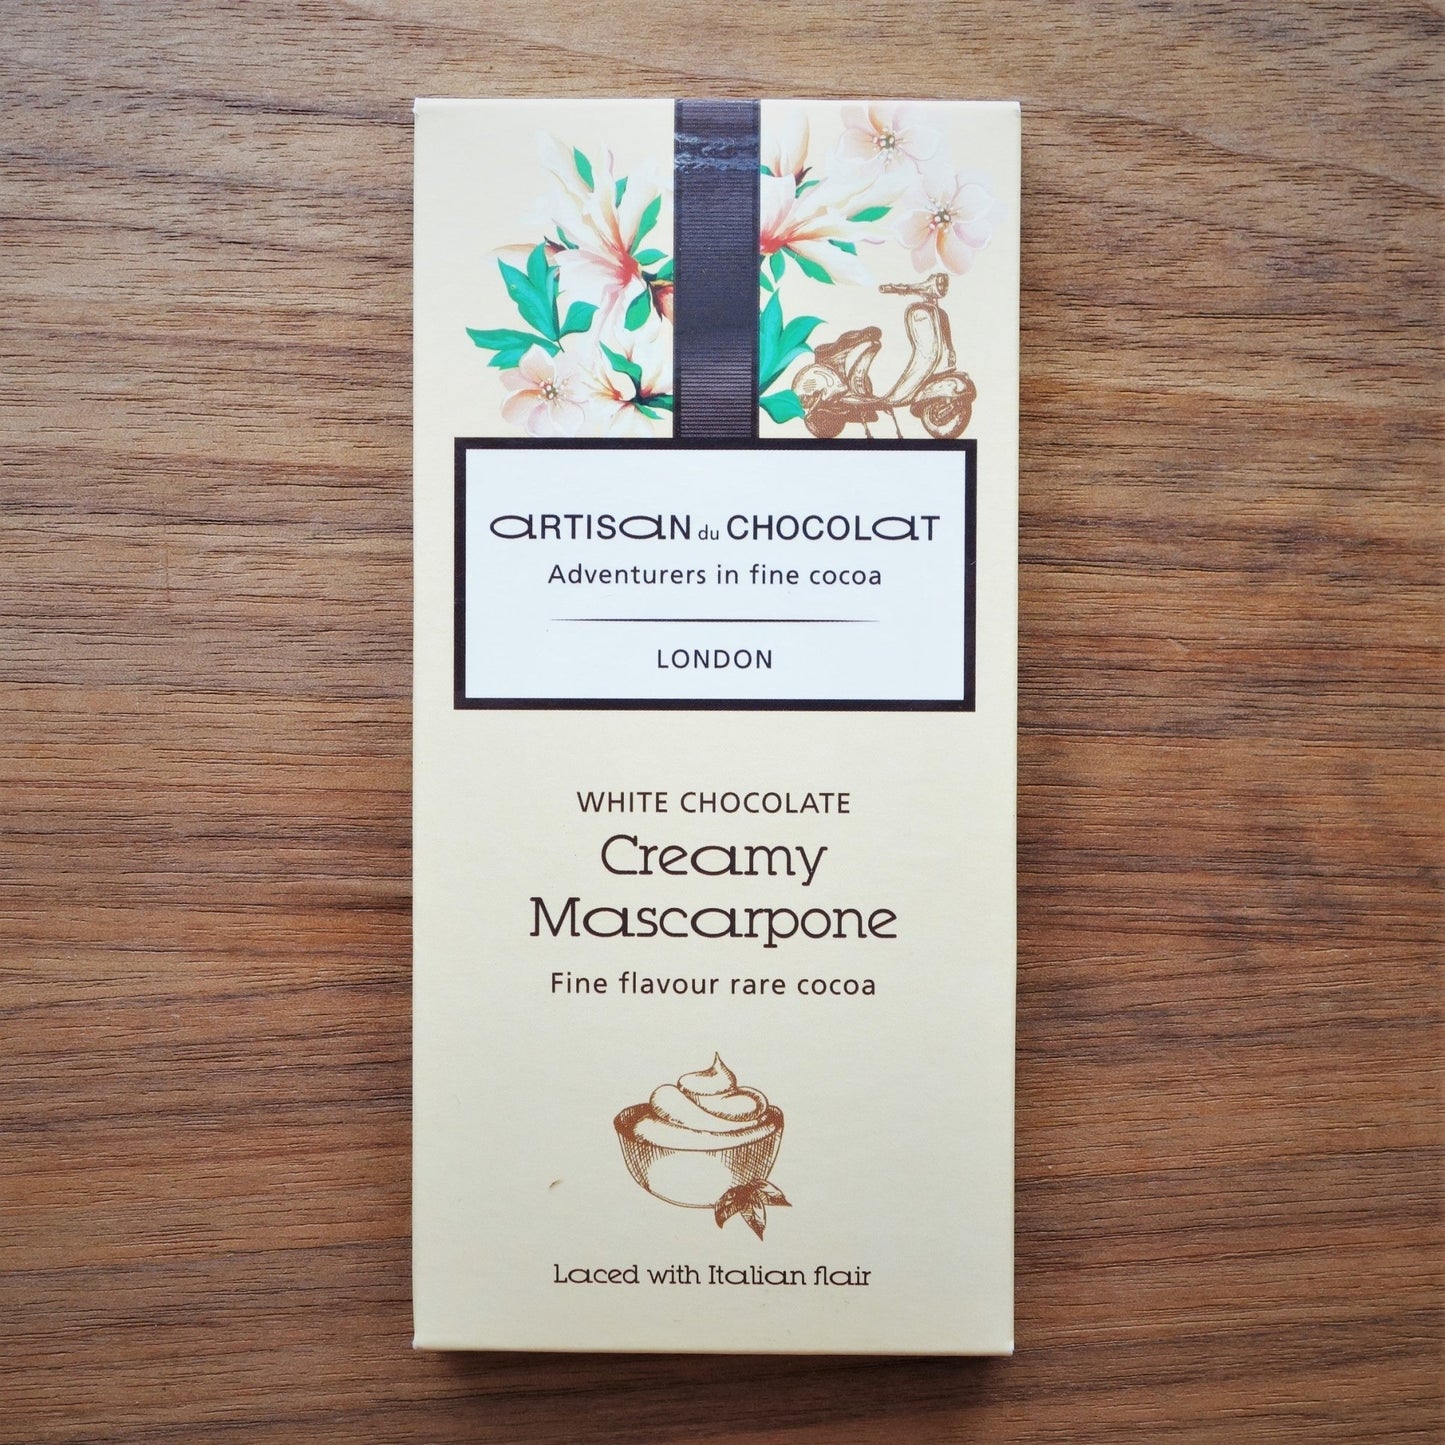 ARTISAN du CHOCOLAT
Adventurers in fine cocoa
LONDON
WHITE CHOCOLATE
Creamy
Mascarpone
Fine flavour rare cocoa
Laced with Italian flair